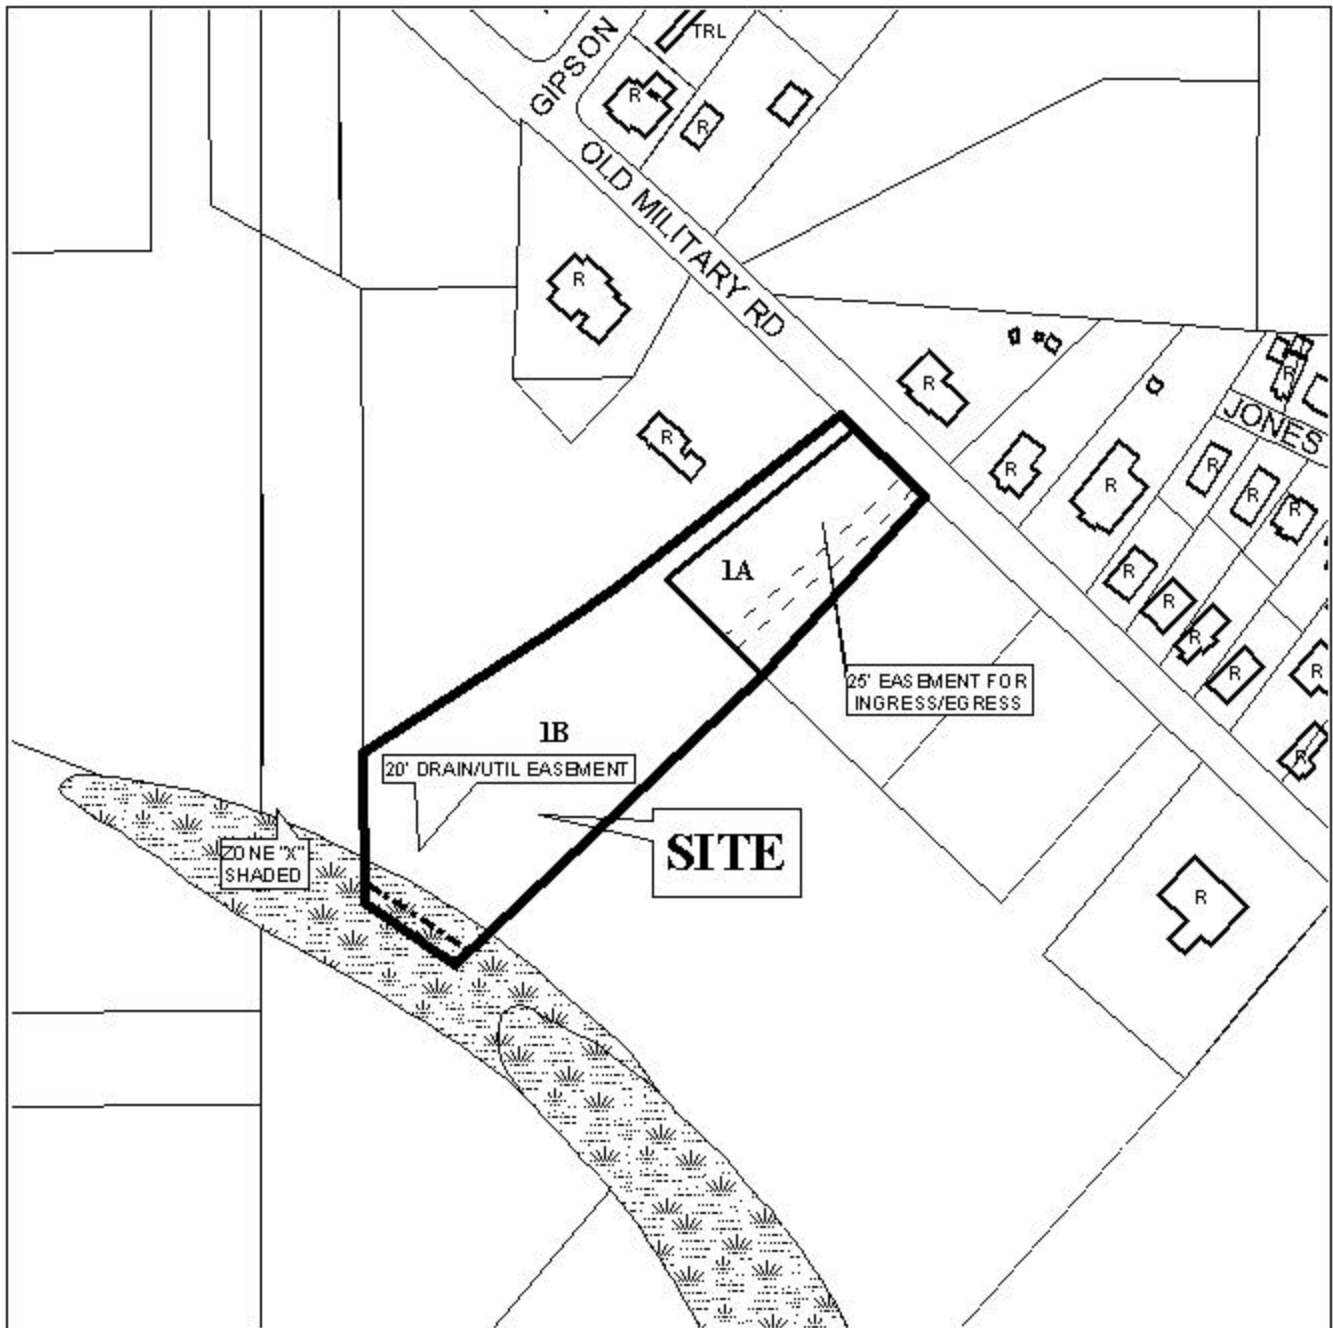 GIPSON
TRL
R
R
OLD MILITARY RD
R
R
R
R
R
JONES
R
R
R
R
1A
R
R
R
R
R
25' EASEMENT FOR
INGRESS/EGRESS
1B
20' DRAIN/UTIL EASEMENT
R
SITE
ZONE "X"
SHADED
R